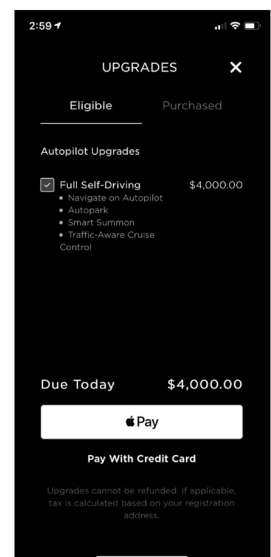 2:59
UPGRADES
Eligible
Purchased
Autopilot Upgrades
Full Self-Driving $4,000.00
• Navigate on Autopilot
• Autopark
• Smart Summon
• Traffic-Aware Cruise
Control
Due Today $4,000.00
Pay
Pay With Credit Card
Upgrades cannot be refunded. If applicable,
tax is calculated based on your registration
address.